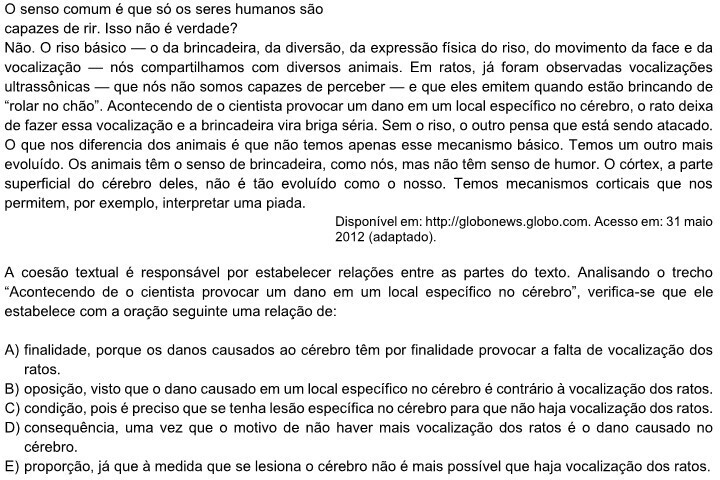 O senso comum é que só os seres humanos são
capazes de rir. Isso não é verdade?
Não. O riso básico — o da brincadeira, da diversão, da expressão física do riso, do movimento da face e da
vocalização — nós compartilhamos com diversos animais. Em ratos, já foram observadas vocalizações
ultrassônicas — que nós não somos capazes de perceber — e que eles emitem quando estão brincando de
“rolar no chão”. Acontecendo de o cientista provocar um dano em um local específico no cérebro, o rato deixa
de fazer essa vocalização e a brincadeira vira briga séria. Sem o riso, o outro pensa que está sendo atacado.
O que nos diferencia dos animais é que não temos apenas esse mecanismo básico. Temos um outro mais
evoluído. Os animais têm o senso de brincadeira, como nós, mas não têm senso de humor. O córtex, a parte
superficial do cérebro deles, não é tão evoluído como o nosso. Temos mecanismos corticais que nos
permitem, por exemplo, interpretar uma piada.
Disponível em: http://globonews.globo.com. Acesso em: 31 maio
2012 (adaptado).
A coesão textual é responsável por estabelecer relações entre as partes do texto. Analisando o trecho
“Acontecendo de o cientista provocar um dano em um local específico no cérebro”, verifica-se que ele
estabelece com a oração seguinte uma relação de:
A) finalidade, porque os danos causados ao cérebro têm por finalidade provocar a falta de vocalização dos
ratos.
B) oposição, visto que o dano causado em um local específico no cérebro é contrário à vocalização dos ratos.
C) condição, pois é preciso que se tenha lesão específica no cérebro para que não haja vocalização dos ratos.
D) consequência, uma vez que o motivo de não haver mais vocalização dos ratos é o dano causado no
cérebro.
E) proporção, já que à medida que se lesiona o cérebro não é mais possível que haja vocalização dos ratos.